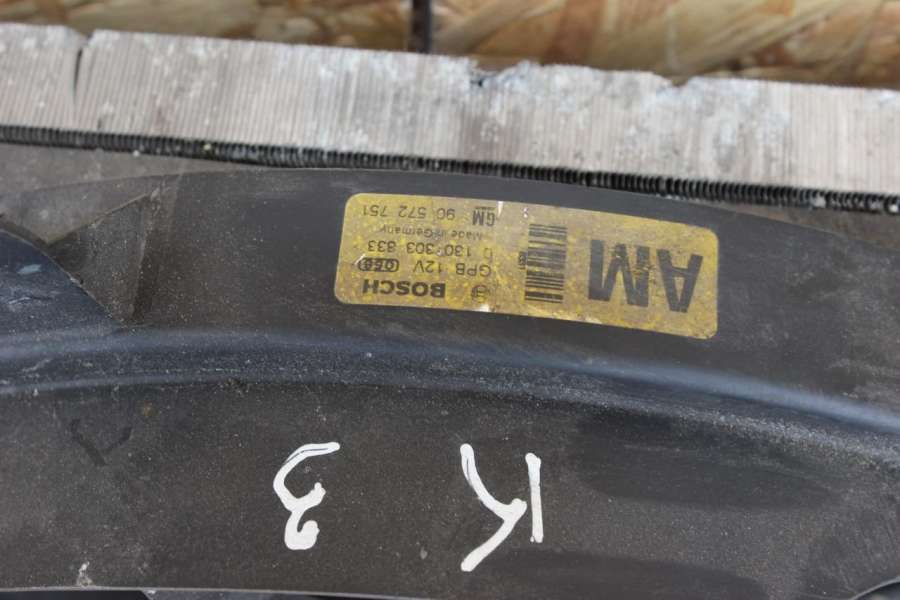 AM
BOSCH
GPB 12V
0 130 303 833
Made in Germany
GM 90 572 751
K 3